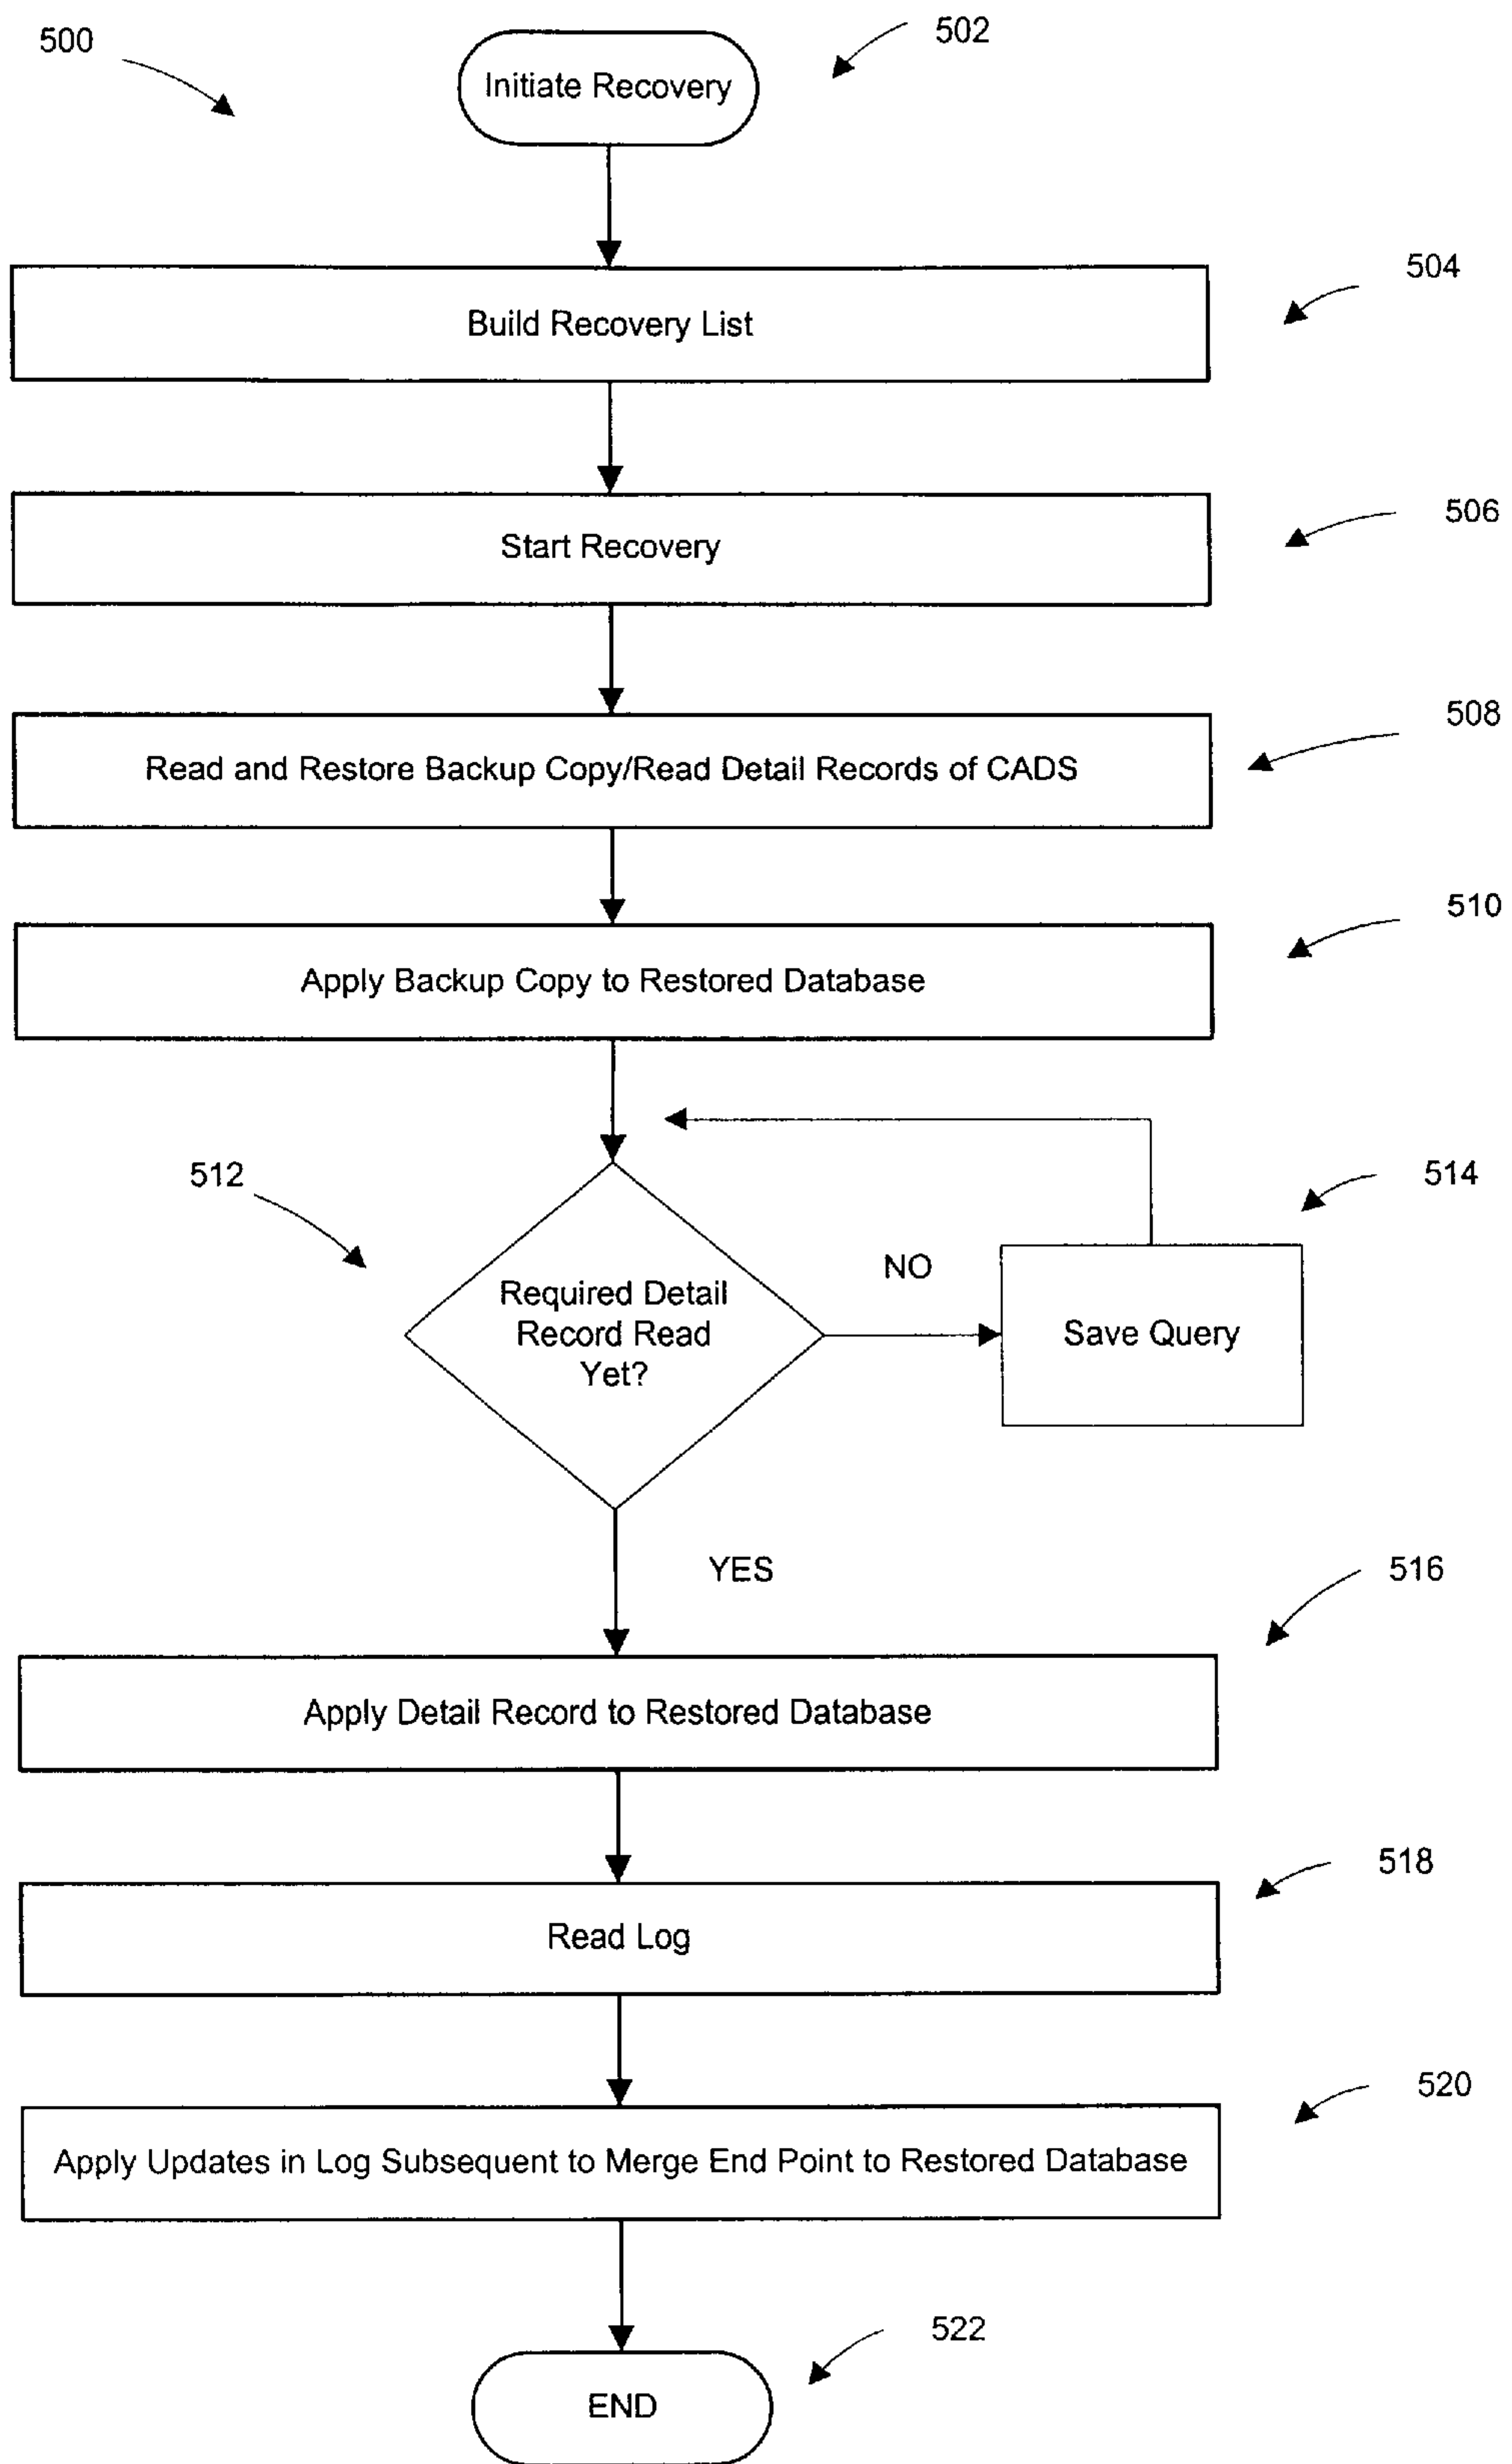 500
502
Initiate Recovery
504
Build Recovery List
506
Start Recovery
508
Read and Restore Backup Copy/Read Detail Records of CADS
510
Apply Backup Copy to Restored Database
512
514
NO
Required Detail
Record Read
Yet?
Save Query
YES
516
Apply Detail Record to Restored Database
518
Read Log
520
Apply Updates in Log Subsequent to Merge End Point to Restored Database
522
END